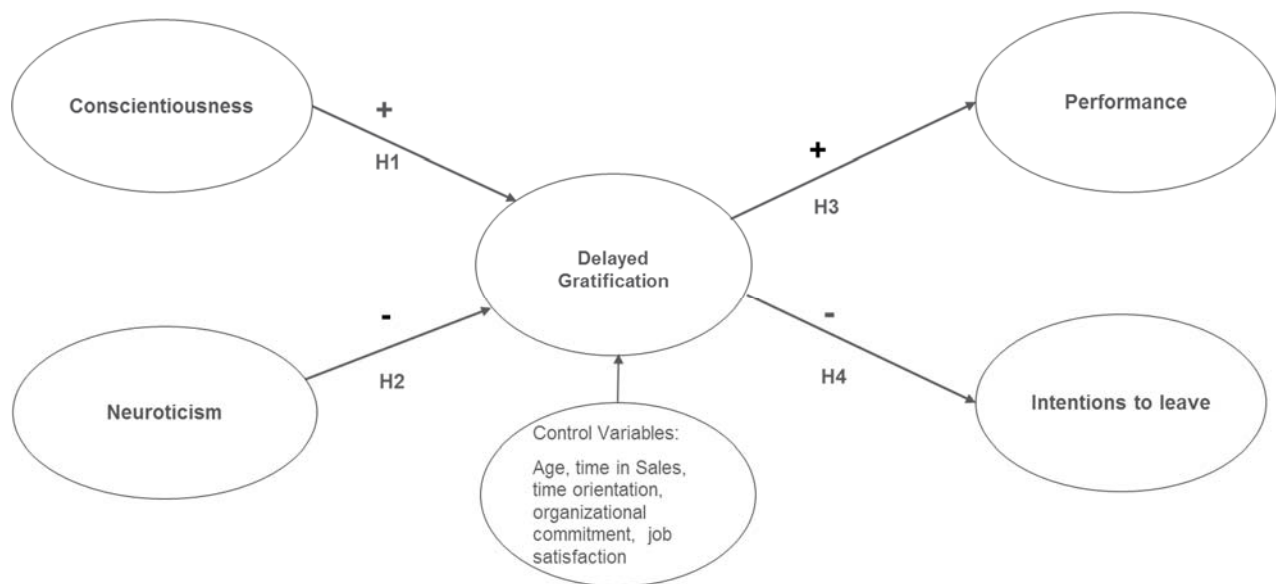 Conscientiousness
+
H1
Performance
+
H3
Delayed
Gratification
-
H2
Neuroticism
-
H4
Intentions to leave
Control Variables:
Age, time in Sales,
time orientation,
organizational
commitment, job
satisfaction